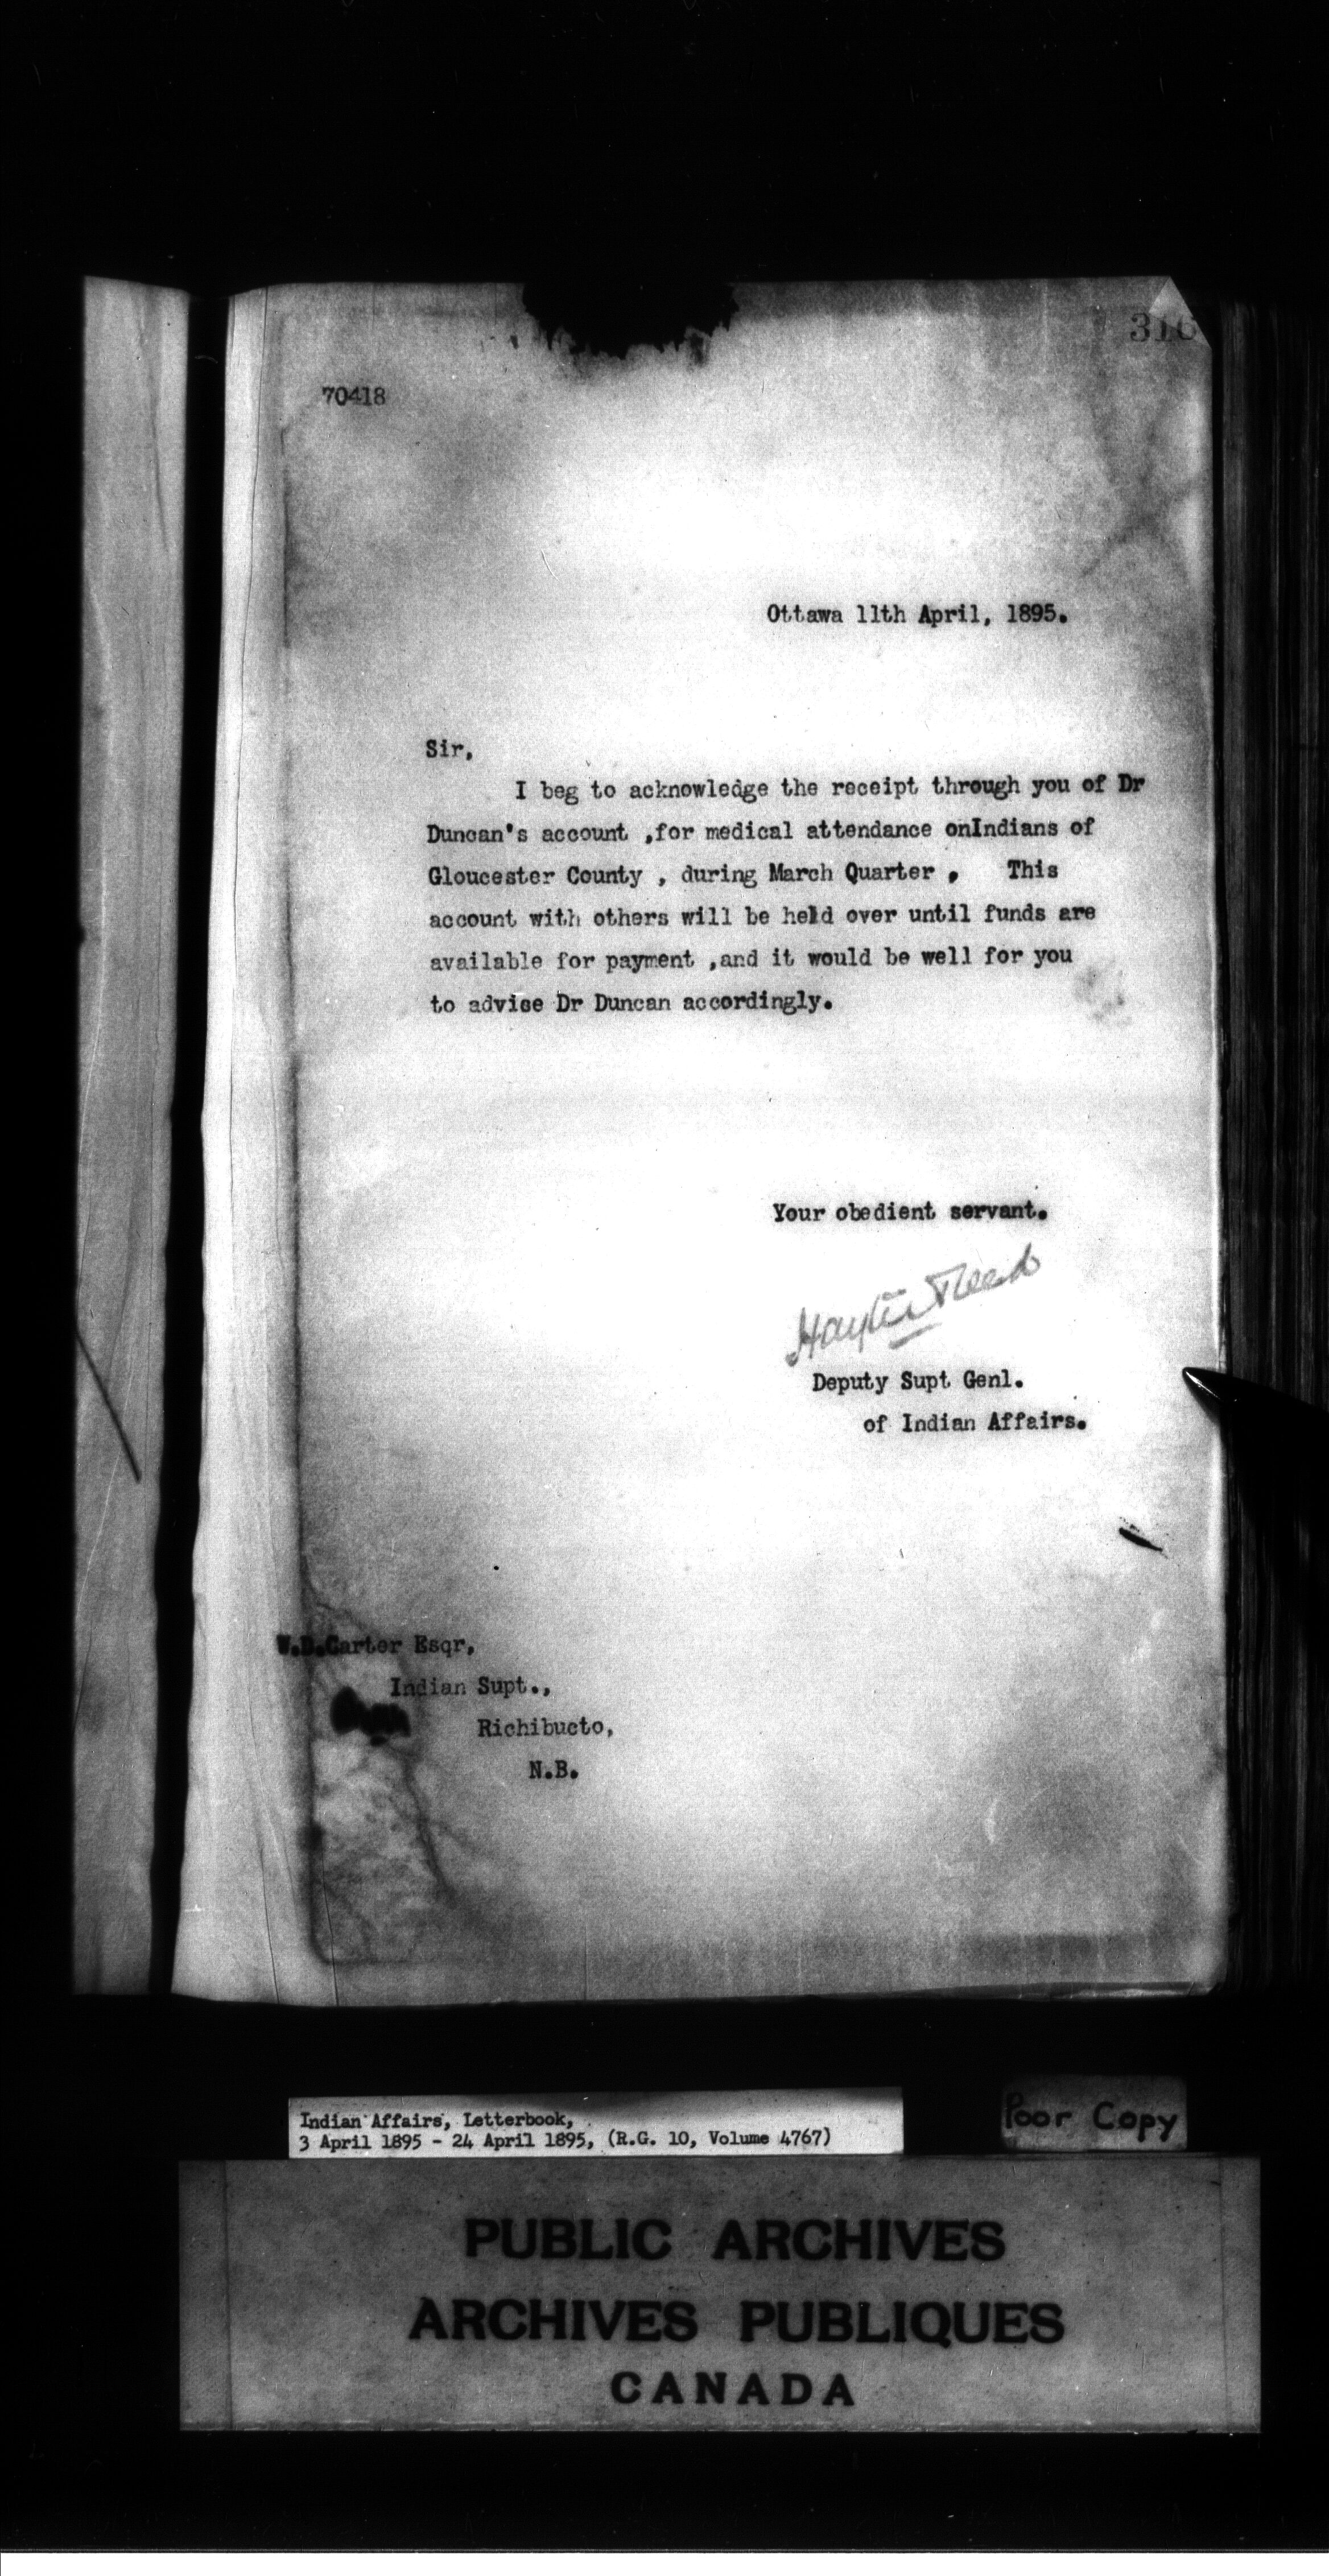 70418
Ottawa 11th April, 1895.
Sir,
I beg to acknowledge the receipt through you of Dr
Duncan's account ,for medical attendance onIndians of
Gloucester County , during March Quarter , This
account with others will be held over until funds are
available for payment ,and it would be well for you
to advise Dr Duncan accordingly.
Your obedient servant.
Hayter Reed
Deputy Supt Genl.
of Indian Affairs.
W.D.Carter Esqr,
Indian Supt.,
Richibucto,
N.B.
Indian Affairs, Letterbook,
3 April 1895 - 24 April 1895, (R.G. 10, Volume 4767)
Poor Copy
PUBLIC ARCHIVES
ARCHIVES PUBLIQUES
CANADA